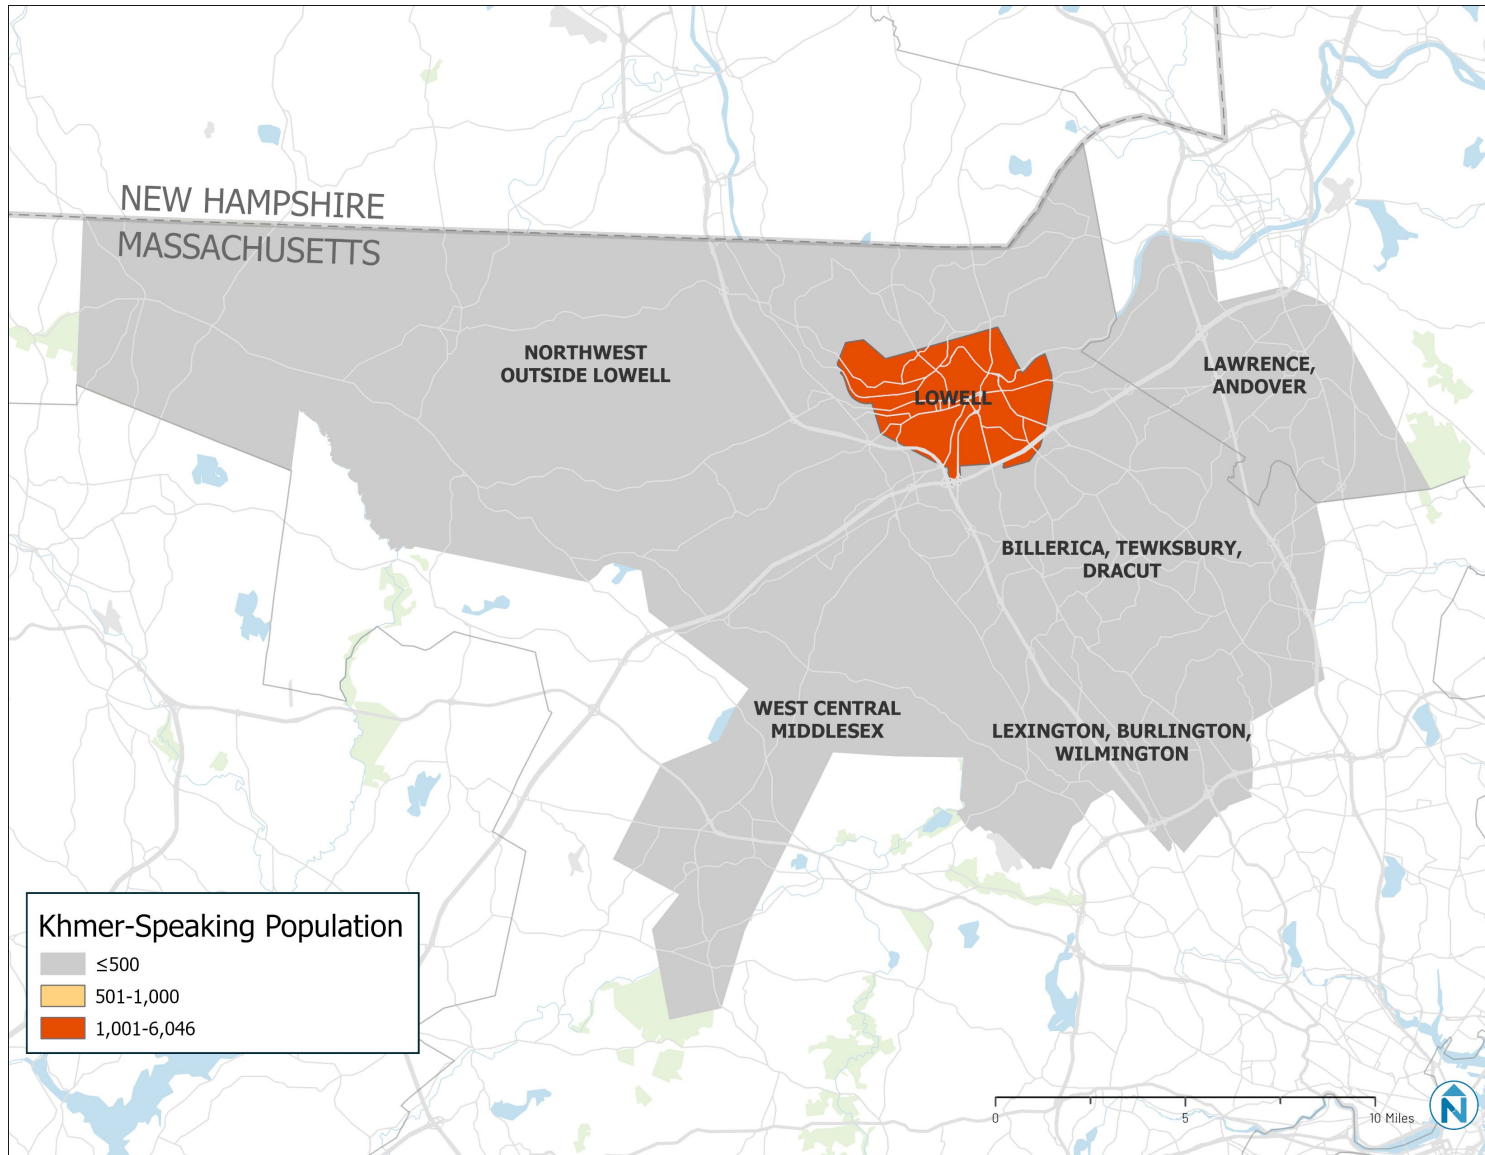 NEW HAMPSHIRE
MASSACHUSETTS
NORTHWEST
OUTSIDE LOWELL
LOWELL
LAWRENCE,
ANDOVER
BILLERICA, TEWKSBURY,
DRACUT
WEST CENTRAL
MIDDLESEX
LEXINGTON, BURLINGTON,
WILMINGTON
Khmer-Speaking Population
≤500
501-1,000
1,001-6,046
0 5 10 Miles
N